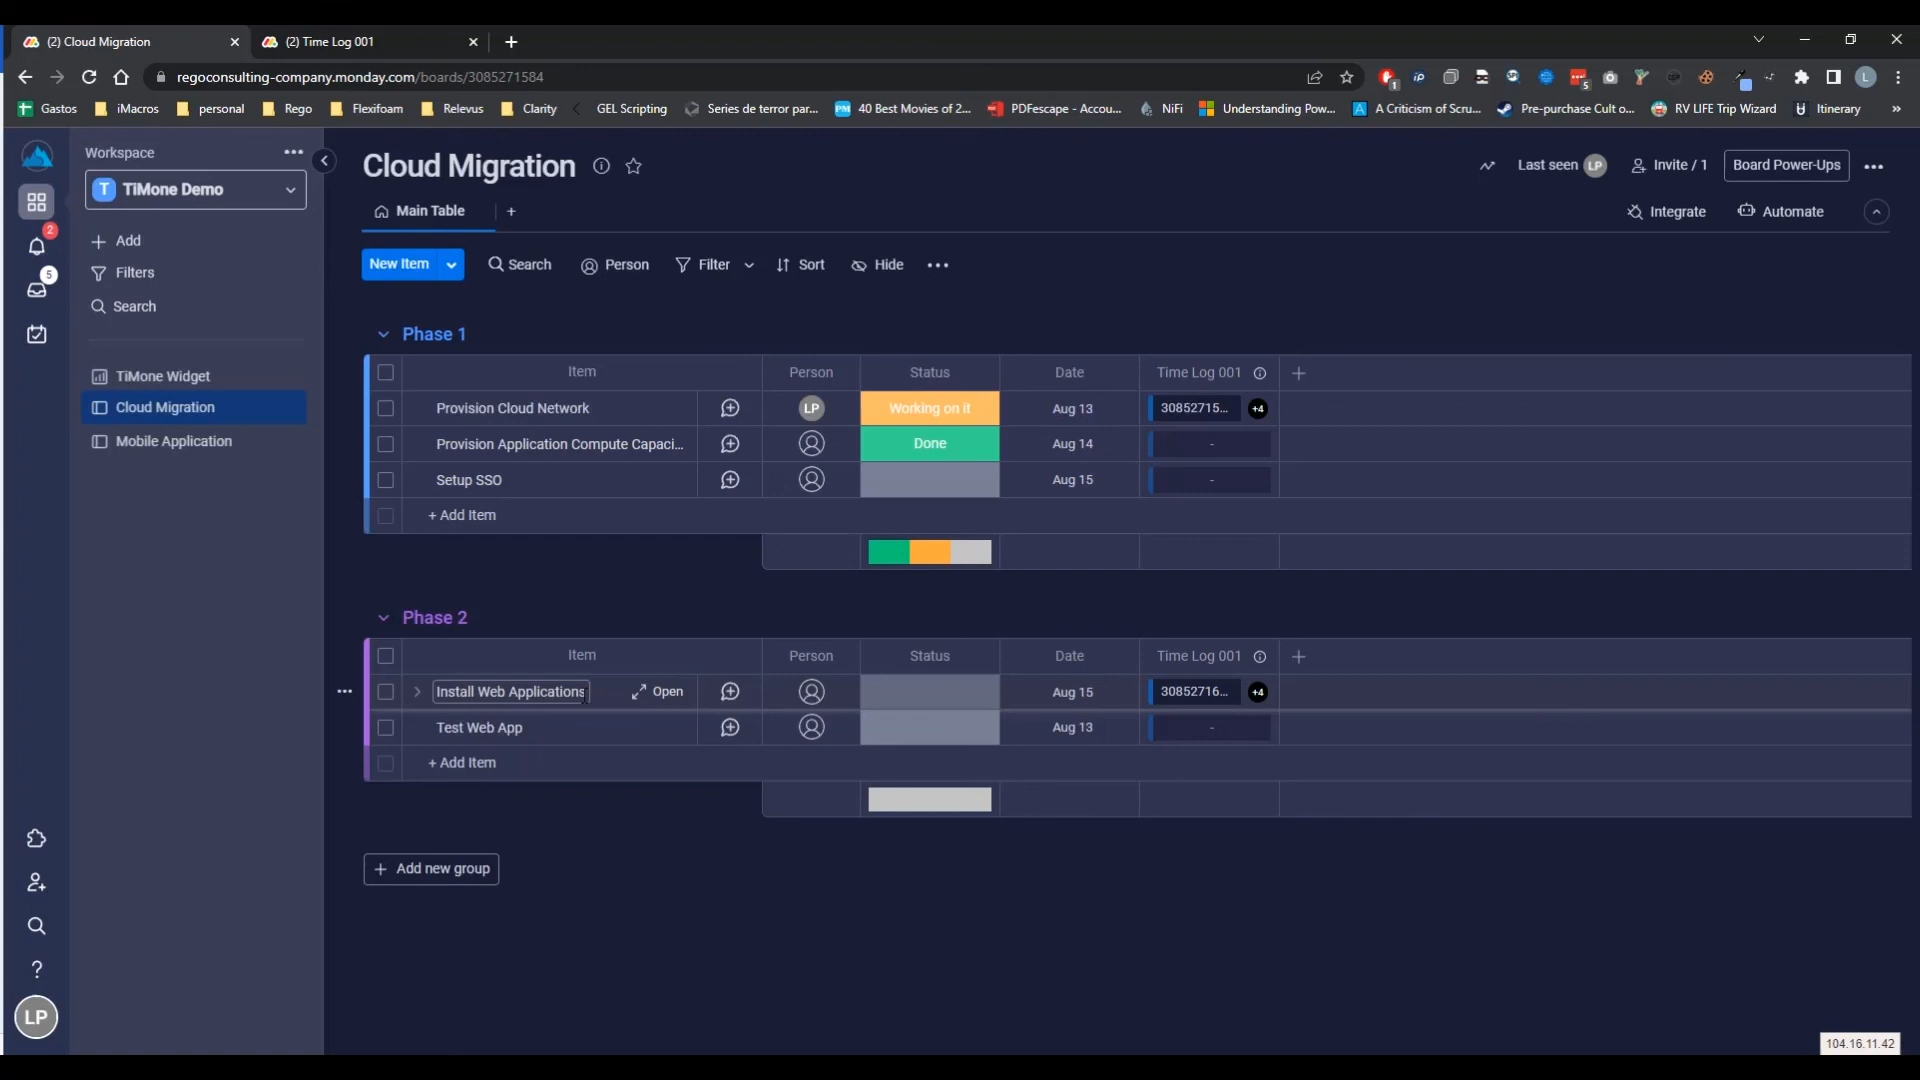 (2) Cloud Migration
(2) Time Log 001
regoconsulting-company.monday.com/boards/3085271584
1
5
L
Gastos
iMacros
personal
Rego
Flexifoam
Relevus
Clarity
GEL Scripting
Series de terror par...
PM 40 Best Movies of 2...
PDFescape - Accou...
NiFi
Understanding Pow...
A A Criticism of Scru...
Pre-purchase Cult o...
RV LIFE Trip Wizard
Itinerary
»
Workspace
T TiMone Demo
Add
Filters
Search
TiMone Widget
Cloud Migration
Mobile Application
2
5
?
LP
Cloud Migration
Last seen LP
Invite / 1
Board Power-Ups
Main Table
+
Integrate
Automate
New Item
Search
Person
Filter
Sort
Hide
Phase 1
Item Person Status Date Time Log 001 +
Provision Cloud Network LP Working on it Aug 13 30852715... +4
Provision Application Compute Capaci... Done Aug 14 -
Setup SSO Aug 15 -
+ Add Item
Phase 2
Item Person Status Date Time Log 001 +
Install Web Applications Open Aug 15 30852716... +4
Test Web App Aug 13 -
+ Add Item
+ Add new group
104.16.11.42